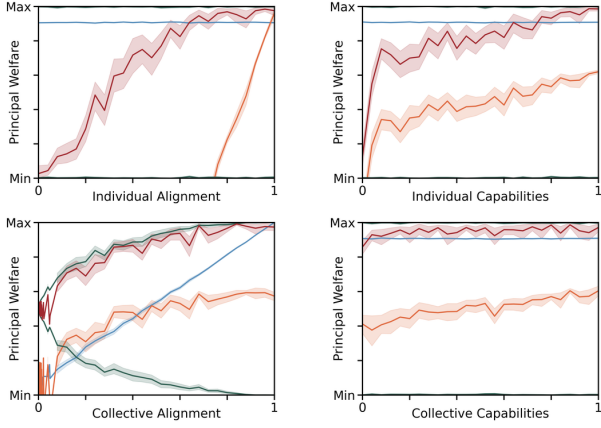 Max
Principal Welfare
Min
0
1
Individual Alignment
Max
Principal Welfare
Min
0
1
Individual Capabilities
Max
Principal Welfare
Min
0
1
Collective Alignment
Max
Principal Welfare
Min
0
1
Collective Capabilities